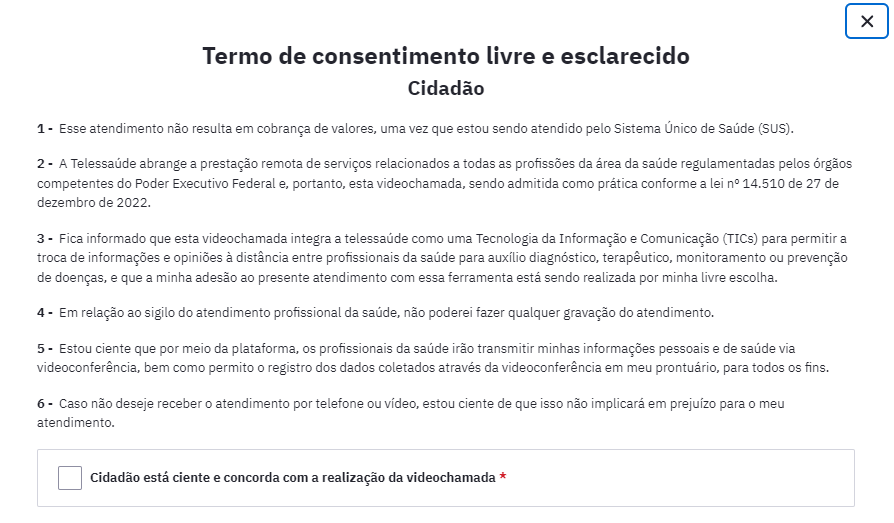 Termo de consentimento livre e esclarecido
Cidadão
1 - Esse atendimento não resulta em cobrança de valores, uma vez que estou sendo atendido pelo Sistema Único de Saúde (SUS).
2 - A Telessaúde abrange a prestação remota de serviços relacionados a todas as profissões da área da saúde regulamentadas pelos órgãos
competentes do Poder Executivo Federal e, portanto, esta videochamada, sendo admitida como prática conforme a lei nº 14.510 de 27 de
dezembro de 2022.
3 - Fica informado que esta videochamada integra a telessaúde como uma Tecnologia da Informação e Comunicação (TICs) para permitir a
troca de informações e opiniões à distância entre profissionais da saúde para auxílio diagnóstico, terapêutico, monitoramento ou prevenção
de doenças, e que a minha adesão ao presente atendimento com essa ferramenta está sendo realizada por minha livre escolha.
4 - Em relação ao sigilo do atendimento profissional da saúde, não poderei fazer qualquer gravação do atendimento.
5 - Estou ciente que por meio da plataforma, os profissionais da saúde irão transmitir minhas informações pessoais e de saúde via
videoconferência, bem como permito o registro dos dados coletados através da videoconferência em meu prontuário, para todos os fins.
6 - Caso não deseje receber o atendimento por telefone ou vídeo, estou ciente de que isso não implicará em prejuízo para o meu
atendimento.
Cidadão está ciente e concorda com a realização da videochamada *